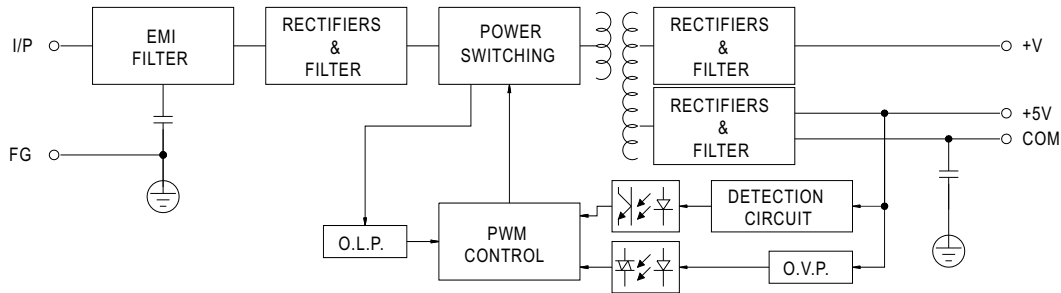 I/P
EMI
FILTER
RECTIFIERS
&
FILTER
POWER
SWITCHING
RECTIFIERS
&
FILTER
+V
RECTIFIERS
&
FILTER
+5V
COM
FG
DETECTION
CIRCUIT
O.L.P.
PWM
CONTROL
O.V.P.